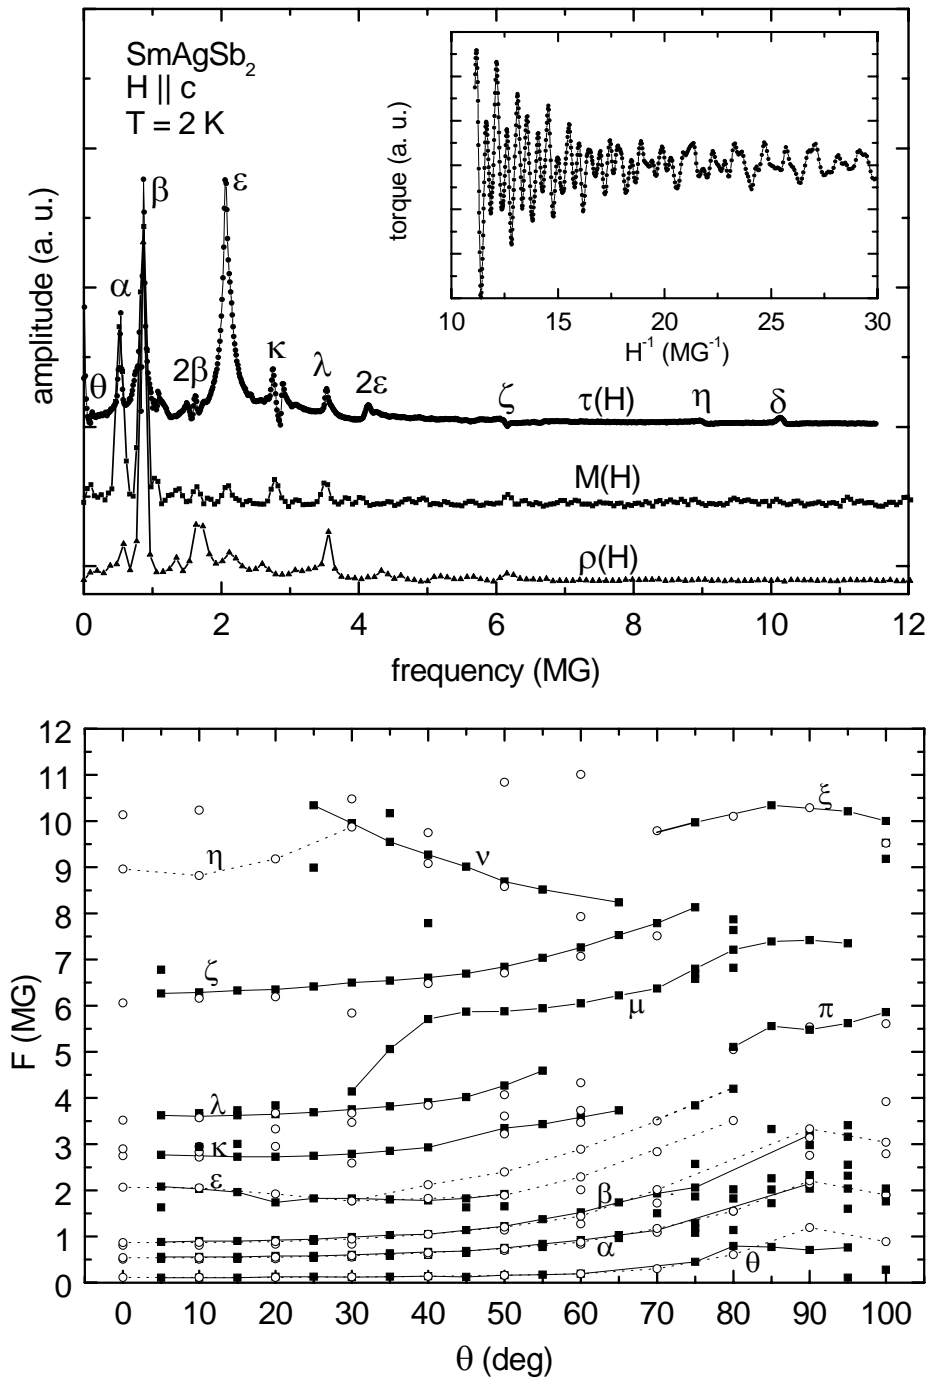 SmAgSb2
H || c
T = 2 K
amplitude (a. u.)
θ
α
β
2β
ε
κ
λ
2ε
ζ
τ(H)
η
δ
M(H)
ρ(H)
0 2 4 6 8 10 12
frequency (MG)
torque (a. u.)
10 15 20 25 30
H-1 (MG-1)
12
11
10
9
8
7
6
5
4
3
2
1
0
F (MG)
η
ν
ξ
ζ
μ
π
λ
κ
ε
β
α
θ
0 10 20 30 40 50 60 70 80 90 100
θ (deg)